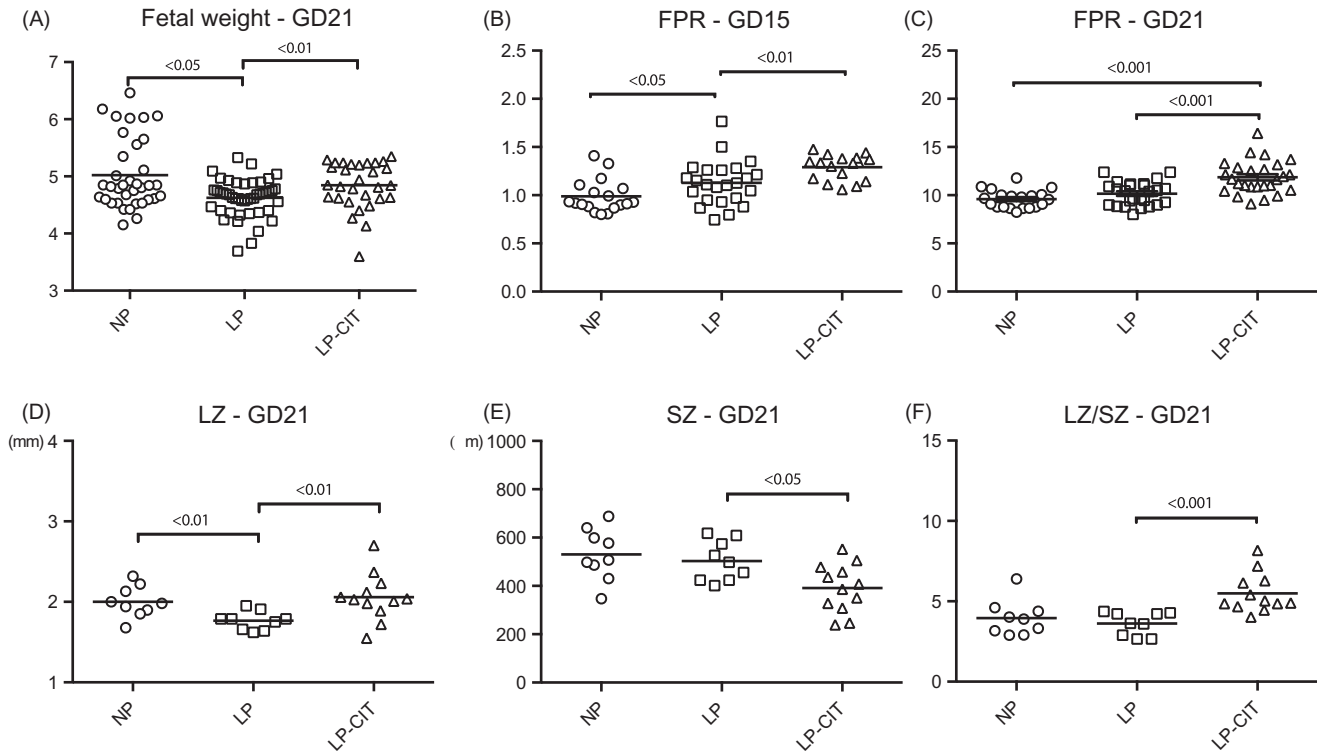 (A) Fetal weight - GD21
7
6
5
4
3
<0.05
<0.01
NP
LP
LP-CIT
(B) FPR - GD15
2.5
2.0
1.5
1.0
0.5
0.0
<0.05
<0.01
NP
LP
LP-CIT
(C) FPR - GD21
25
20
15
10
5
0
<0.001
<0.001
NP
LP
LP-CIT
(D) LZ - GD21
(mm) 4
3
2
1
<0.01
<0.01
NP
LP
LP-CIT
(E) SZ - GD21
( m) 1000
800
600
400
200
0
<0.05
NP
LP
LP-CIT
(F) LZ/SZ - GD21
15
10
5
0
<0.001
NP
LP
LP-CIT